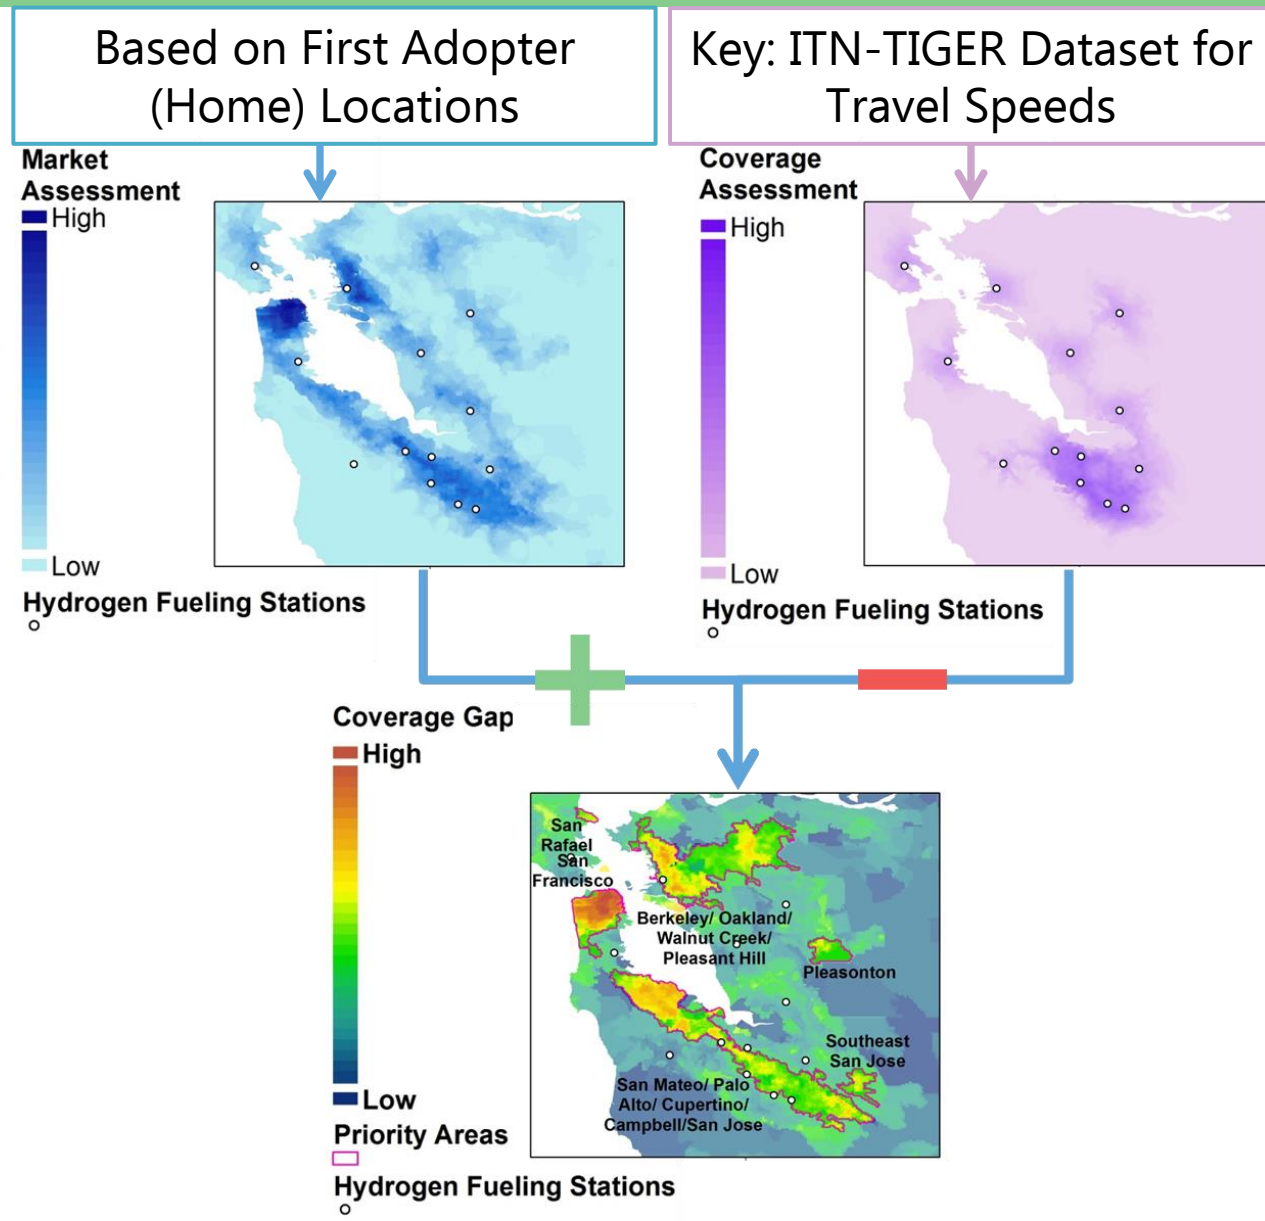 Based on First Adopter
(Home) Locations
Key: ITN-TIGER Dataset for
Travel Speeds
Market
Assessment
High
Low
Hydrogen Fueling Stations
Coverage
Assessment
High
Low
Hydrogen Fueling Stations
Coverage Gap
High
Low
Priority Areas
Hydrogen Fueling Stations
San
Rafael
San
Francisco
Berkeley/ Oakland/
Walnut Creek/
Pleasant Hill
Pleasonton
Southeast
San Jose
San Mateo/ Palo
Alto/ Cupertino/
Campbell/San Jose